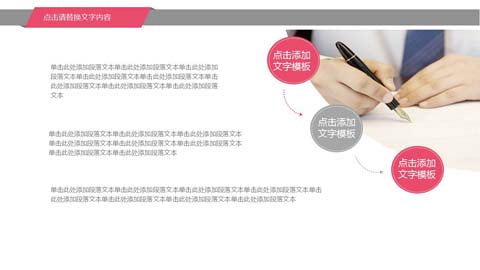 点击请替换文字内容
点击添加
文字模板
单击此处添加段落文本单击此处添加段落文本单击此处添加
段落文本单击此处添加段落文本单击此处添加段落文本单击
此处添加段落文本单击此处添加段落文本单击此处添加段落
文本
点击添加
文字模板
单击此处添加段落文本单击此处添加段落文本单击此处添加段落文本
单击此处添加段落文本单击此处添加段落文本单击此处添加段落文本
单击此处添加段落文本单击此处添加段落文本
点击添加
文字模板
单击此处添加段落文本单击此处添加段落文本单击此处添加段落文本单击此处添加段落文本单击
此处添加段落文本单击此处添加段落文本单击此处添加段落文本单击此处添加段落文本